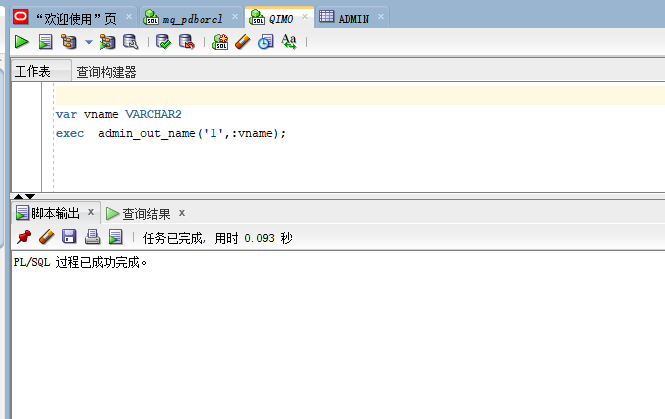 “欢迎使用”页 mq_pdborcl QIMO ADMIN
工作表 查询构建器
var vname VARCHAR2
exec admin_out_name('1',:vname);
脚本输出 x 查询结果 x
任务已完成, 用时 0.093 秒
PL/SQL 过程已成功完成。